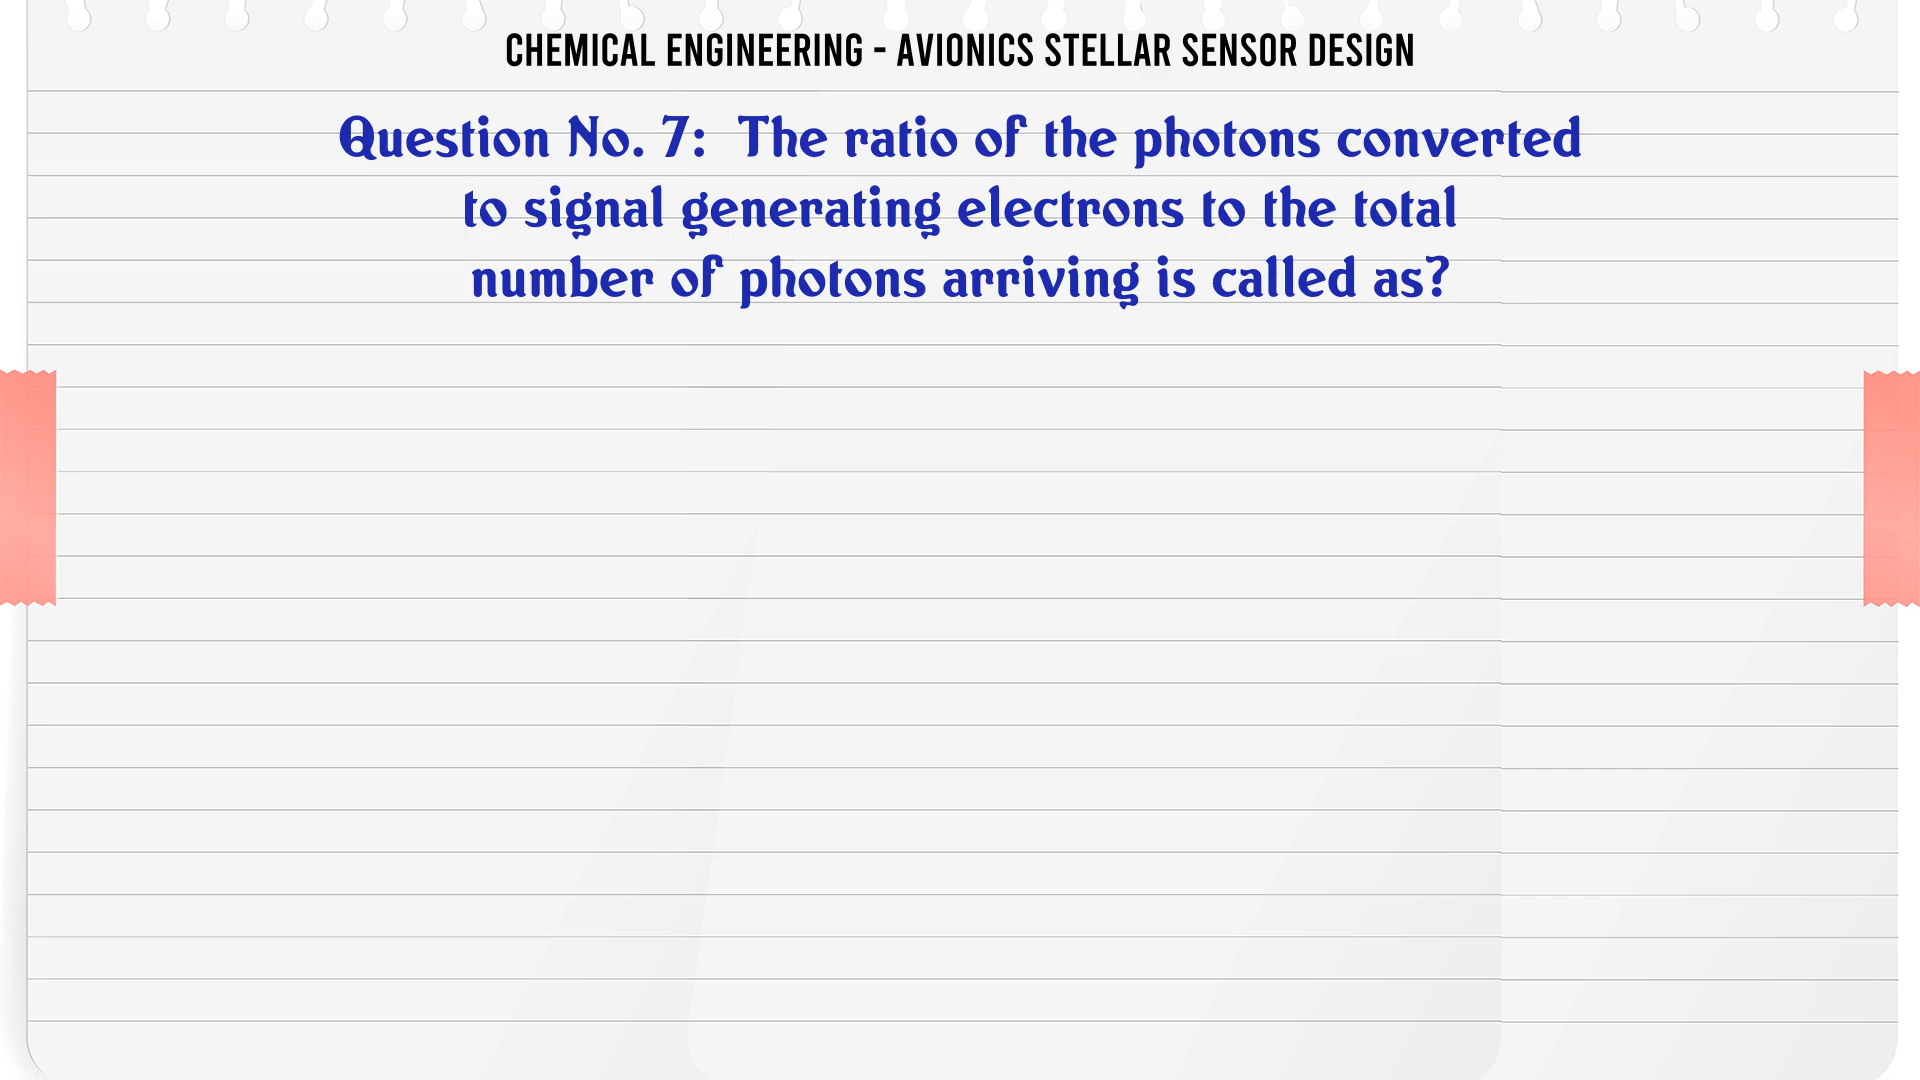 CHEMICAL ENGINEERING - AVIONICS STELLAR SENSOR DESIGN
Question No. 7: The ratio of the photons converted
to signal generating electrons to the total
number of photons arriving is called as?